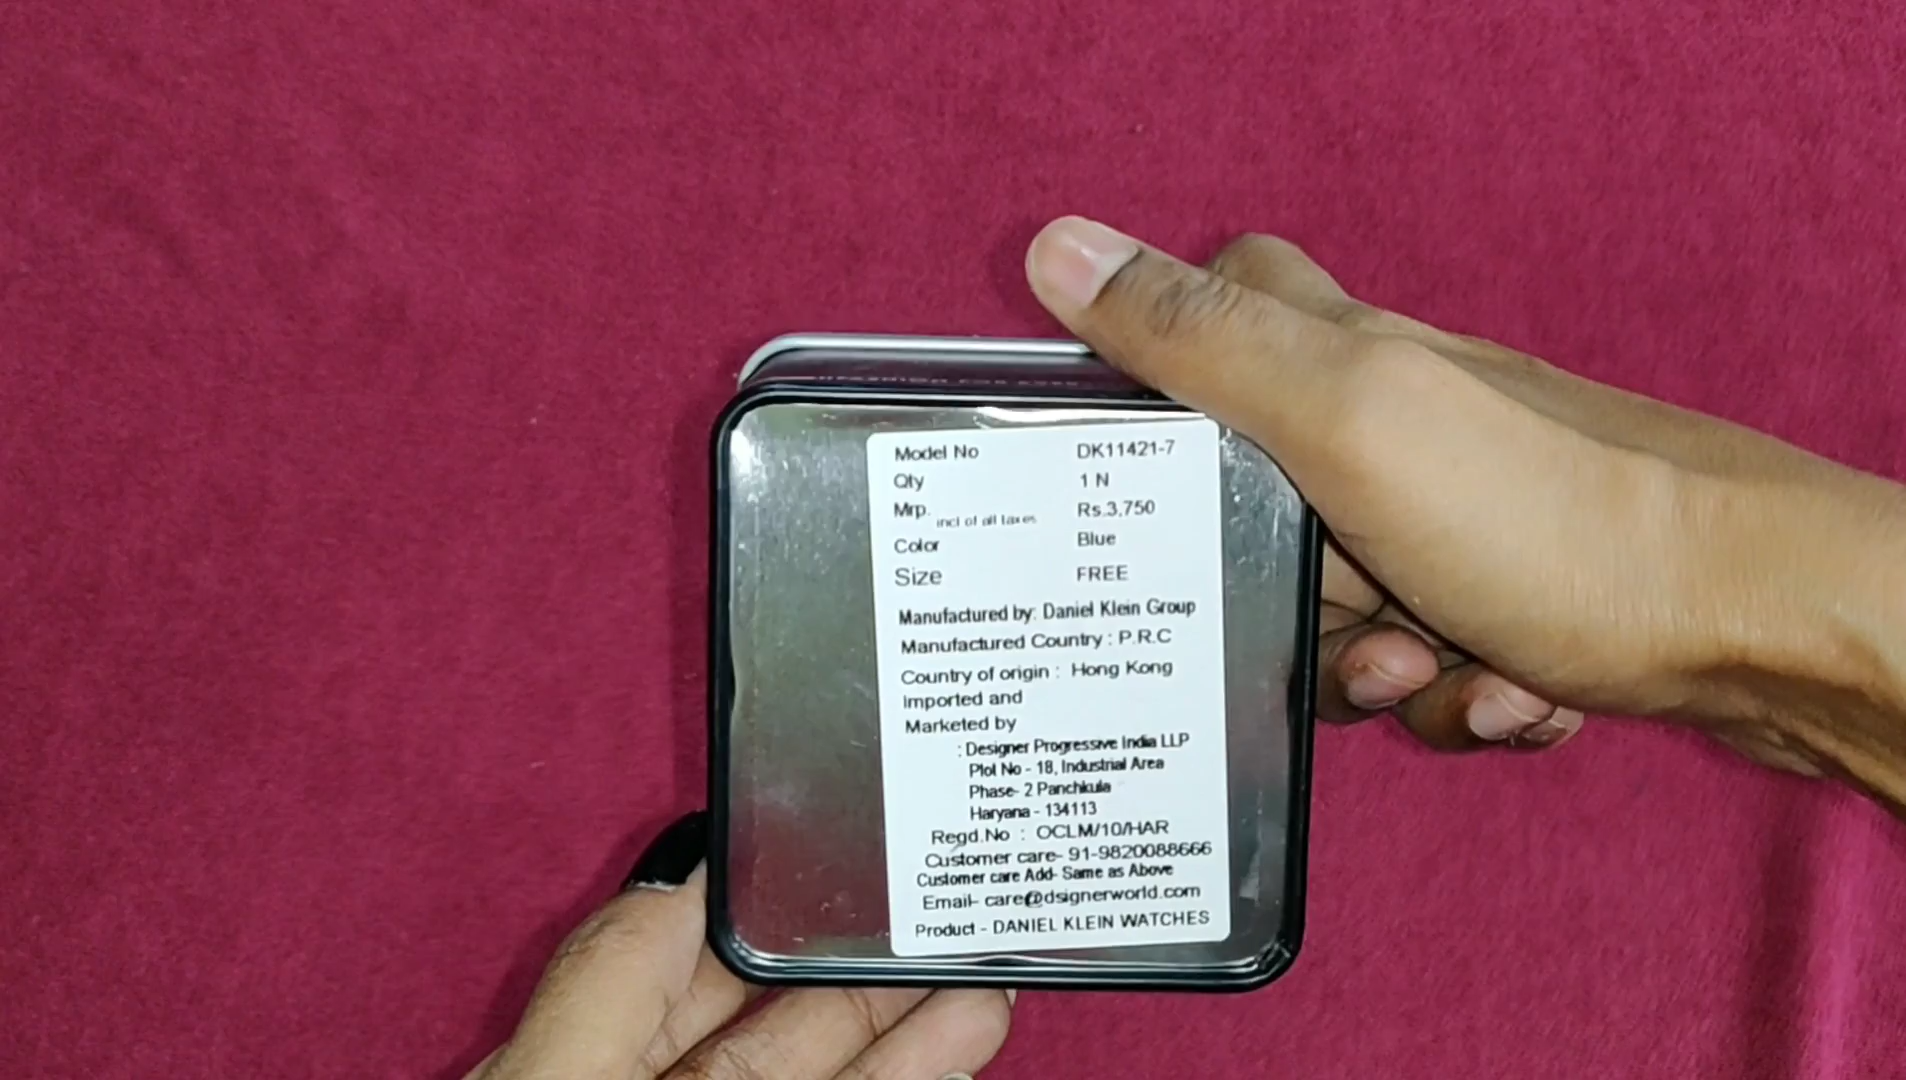 Model No DK11421-7
Qty 1 N
Mrp. incl of all taxes Rs.3,750
Color Blue
Size FREE
Manufactured by: Daniel Klein Group
Manufactured Country : P.R.C
Country of origin : Hong Kong
Imported and
Marketed by
: Designer Progressive India LLP
Plot No - 18, Industrial Area
Phase- 2 Panchkula
Haryana - 134113
Regd.No : OCLM/10/HAR
Customer care- 91-9820088666
Customer care Add- Same as Above
Email- care@dsignerworld.com
Product - DANIEL KLEIN WATCHES